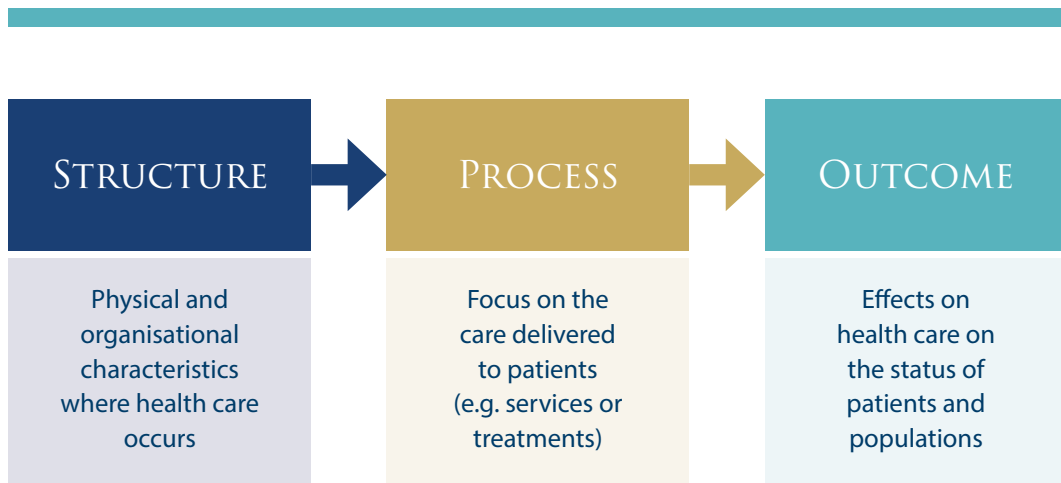 STRUCTURE
Physical and
organisational
characteristics
where health care
occurs
PROCESS
Focus on the
care delivered
to patients
(e.g. services or
treatments)
OUTCOME
Effects on
health care on
the status of
patients and
populations